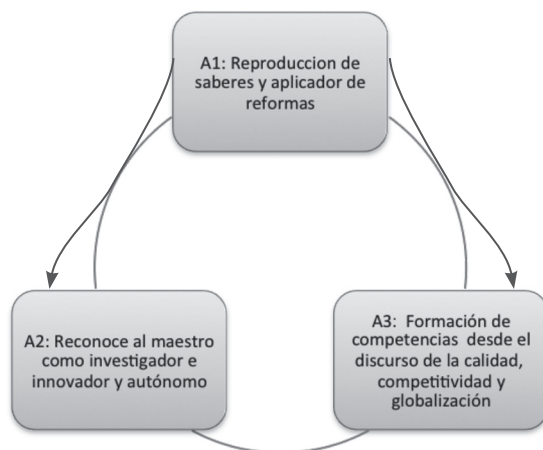 A1: Reproduccion de
saberes y aplicador de
reformas
A2: Reconoce al maestro
como investigador e
innovador y autónomo
A3: Formación de
competencias desde el
discurso de la calidad,
competitividad y
globalización